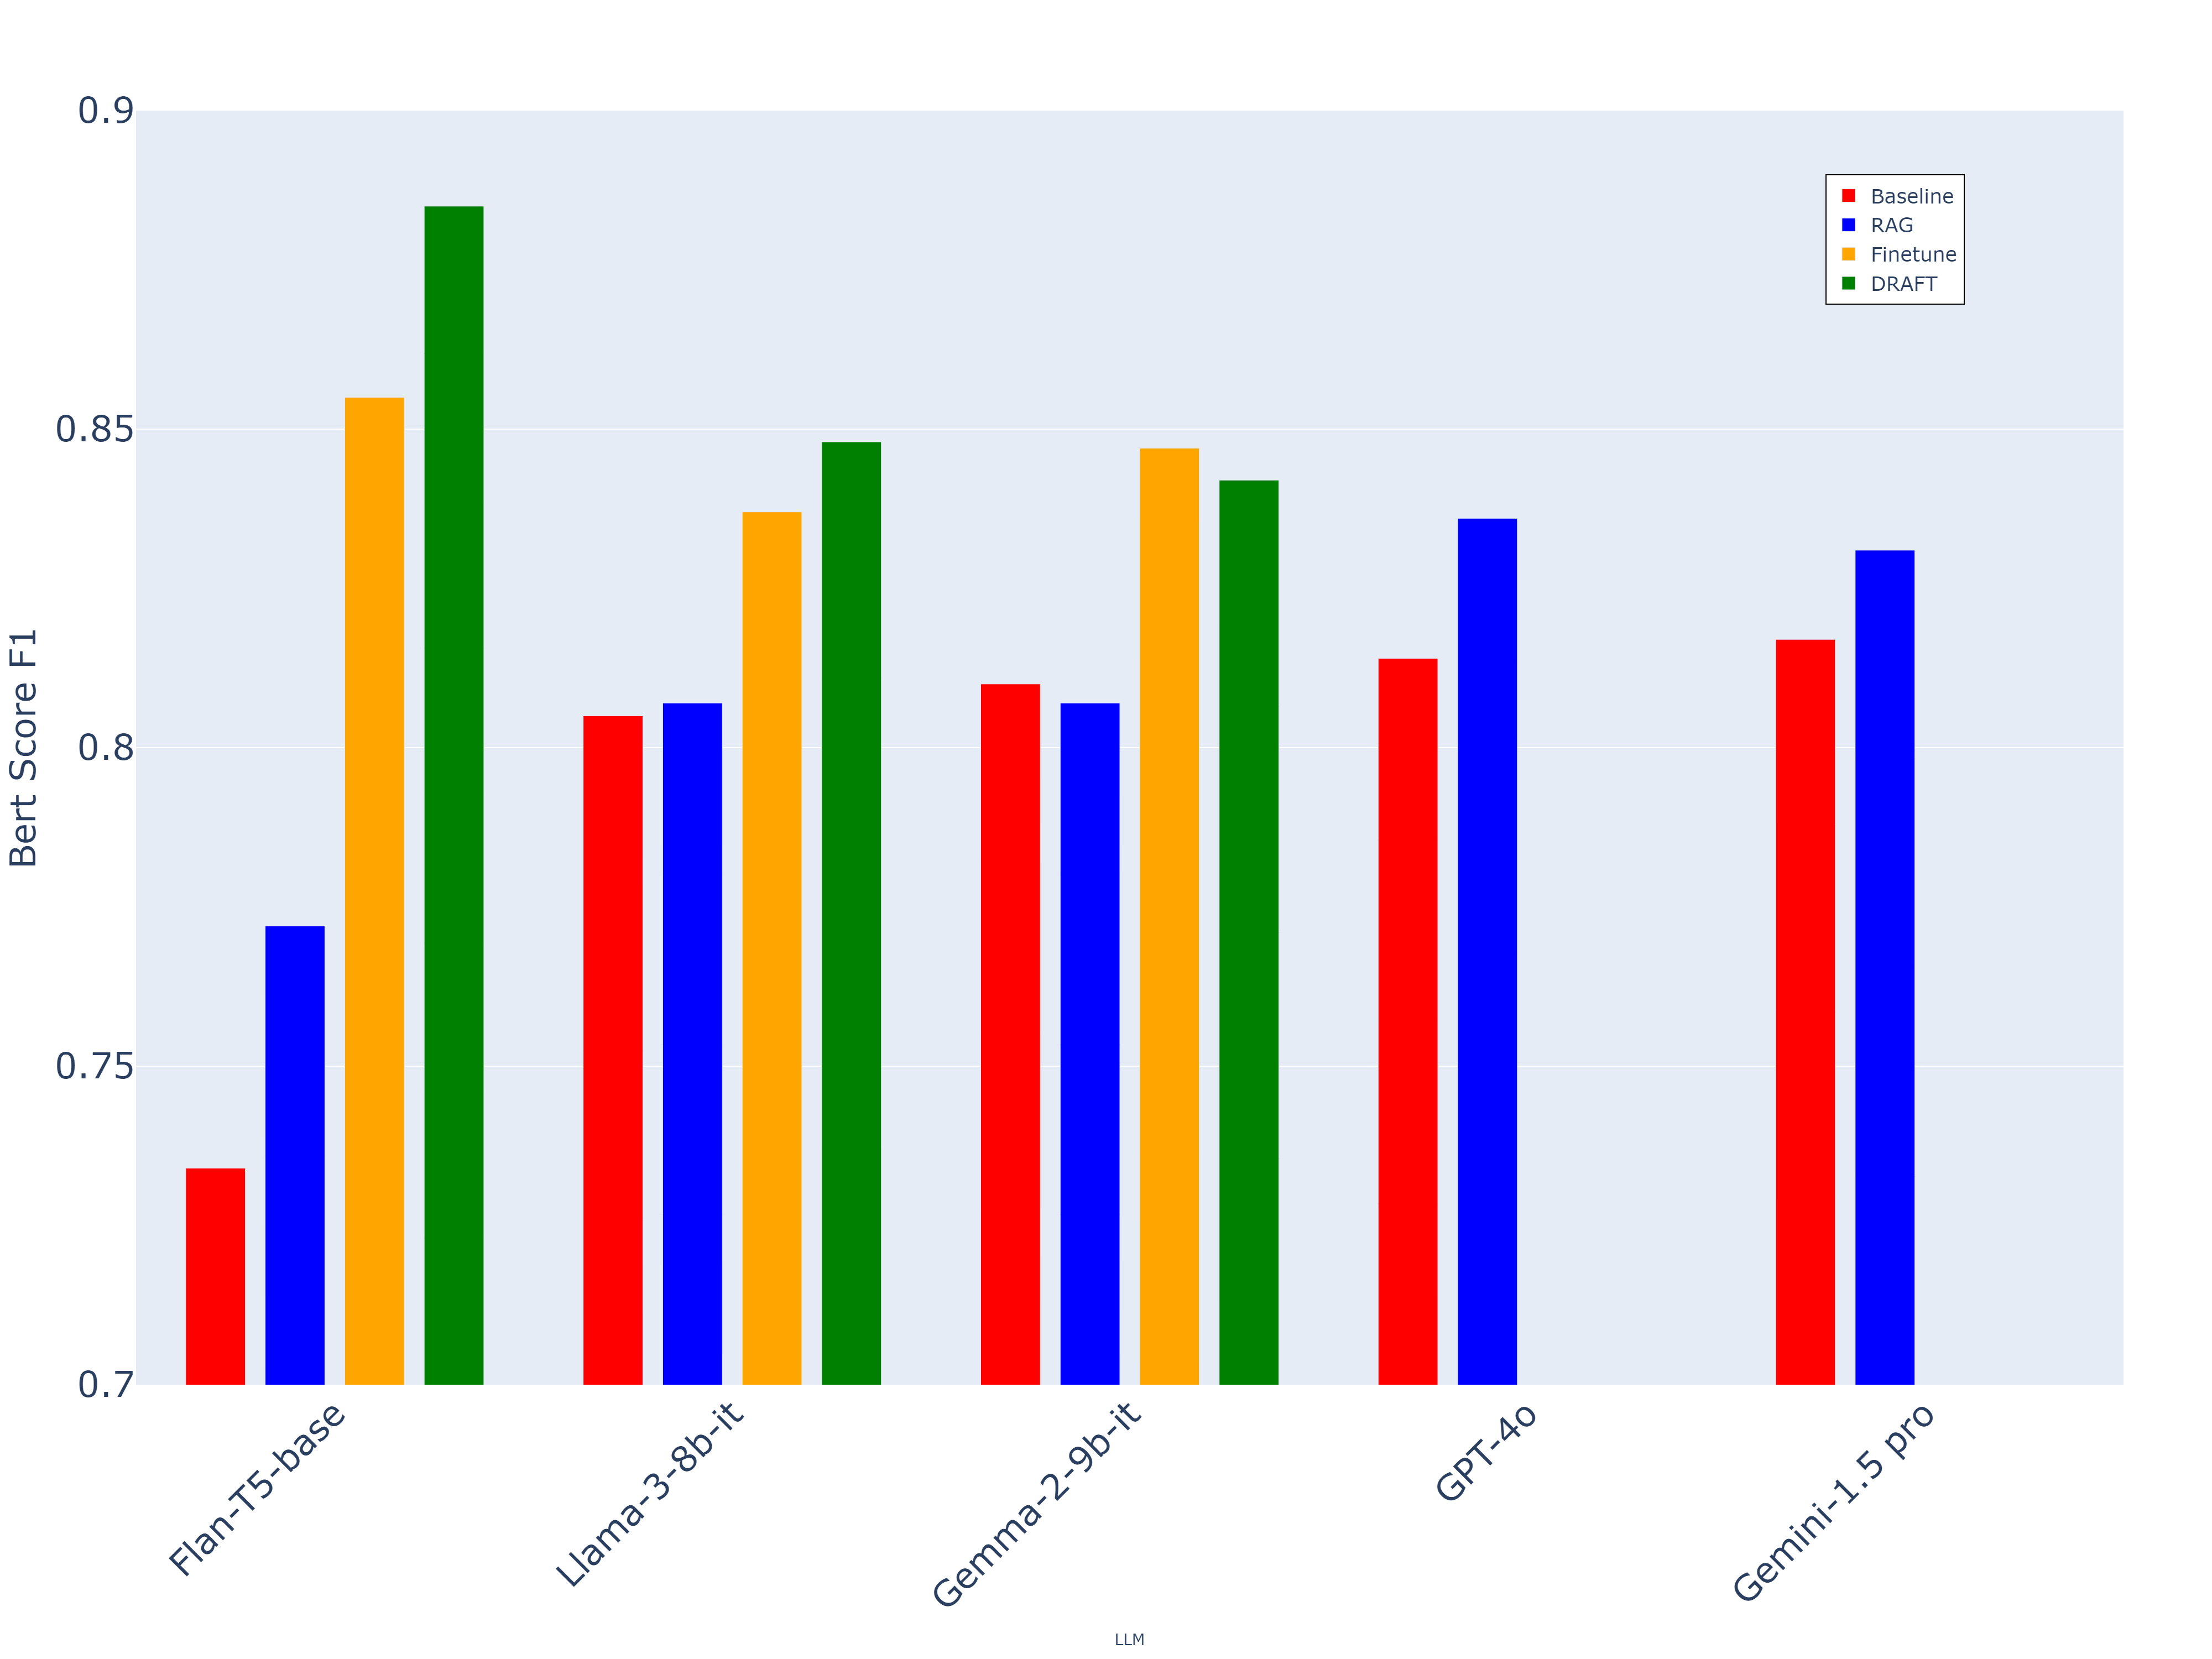 0.9
0.85
0.8
0.75
0.7
Bert Score F1
Baseline
RAG
Finetune
DRAFT
Flan-T5-base
Llama-3-8b-it
Gemma-2-9b-it
GPT-4o
Gemini-1.5 pro
LLM